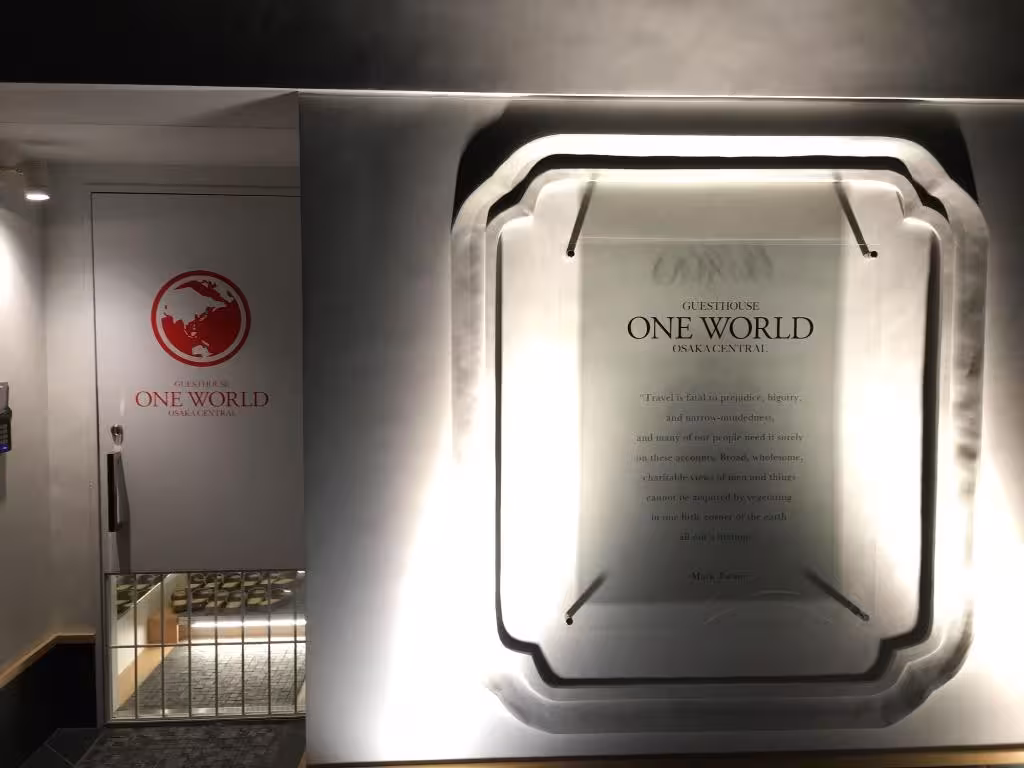 GUESTHOUSE
ONE WORLD
OSAKA CENTRAL
GUESTHOUSE
ONE WORLD
OSAKA CENTRAL
"Travel is fatal to prejudice, bigotry,
and narrow-mindedness,
and many of our people need it sorely
on these accounts. Broad, wholesome,
charitable views of men and things
cannot be acquired by vegetating
in one little corner of the earth
all
-Mark Twain-